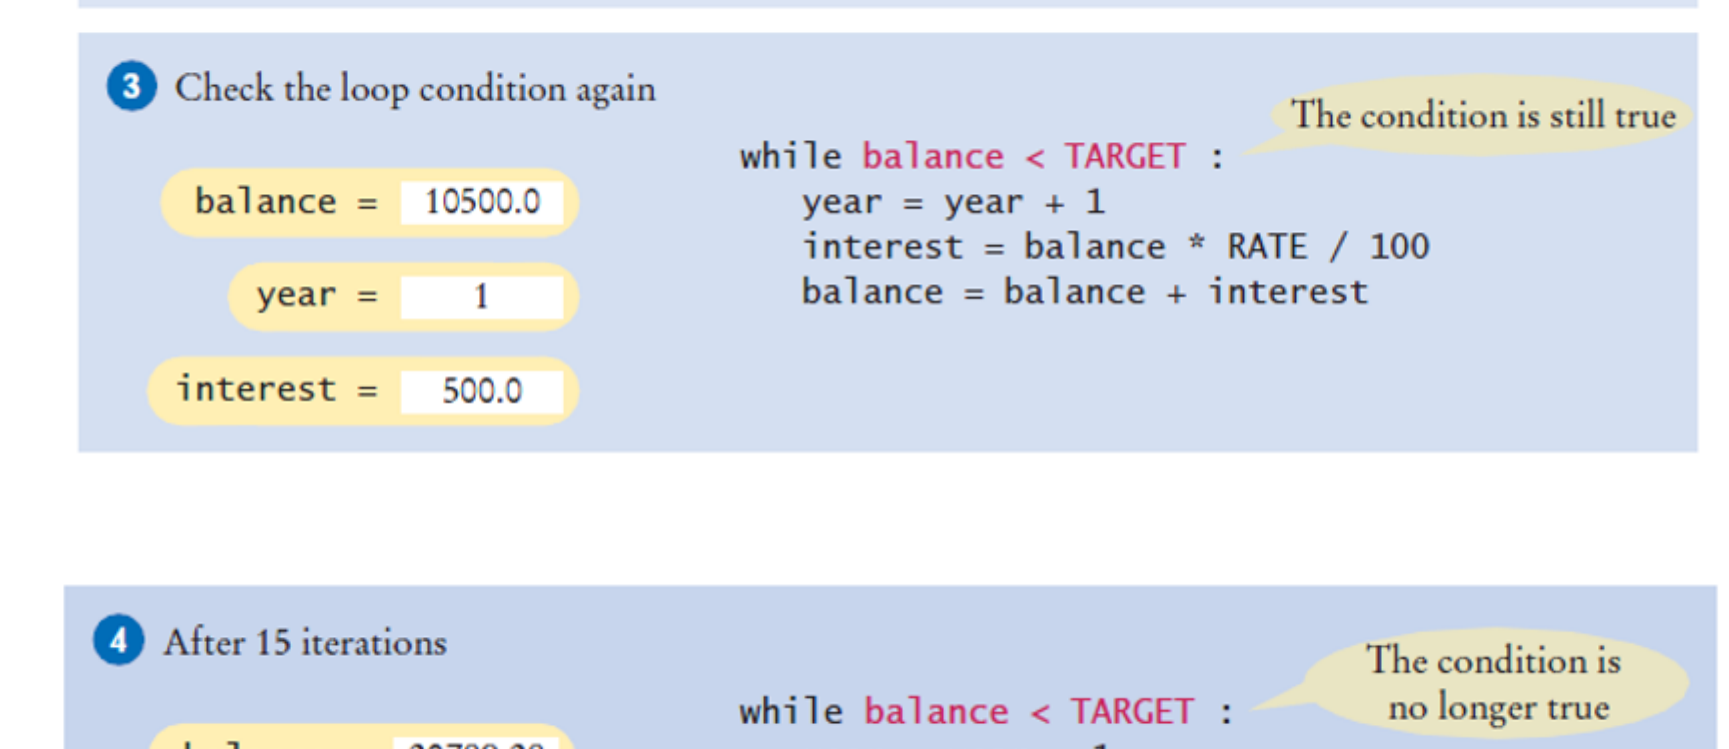 3 Check the loop condition again
The condition is still true
while balance < TARGET :
year = year + 1
interest = balance * RATE / 100
balance = balance + interest
balance = 10500.0
year = 1
interest = 500.0
4 After 15 iterations
The condition is
no longer true
while balance < TARGET :